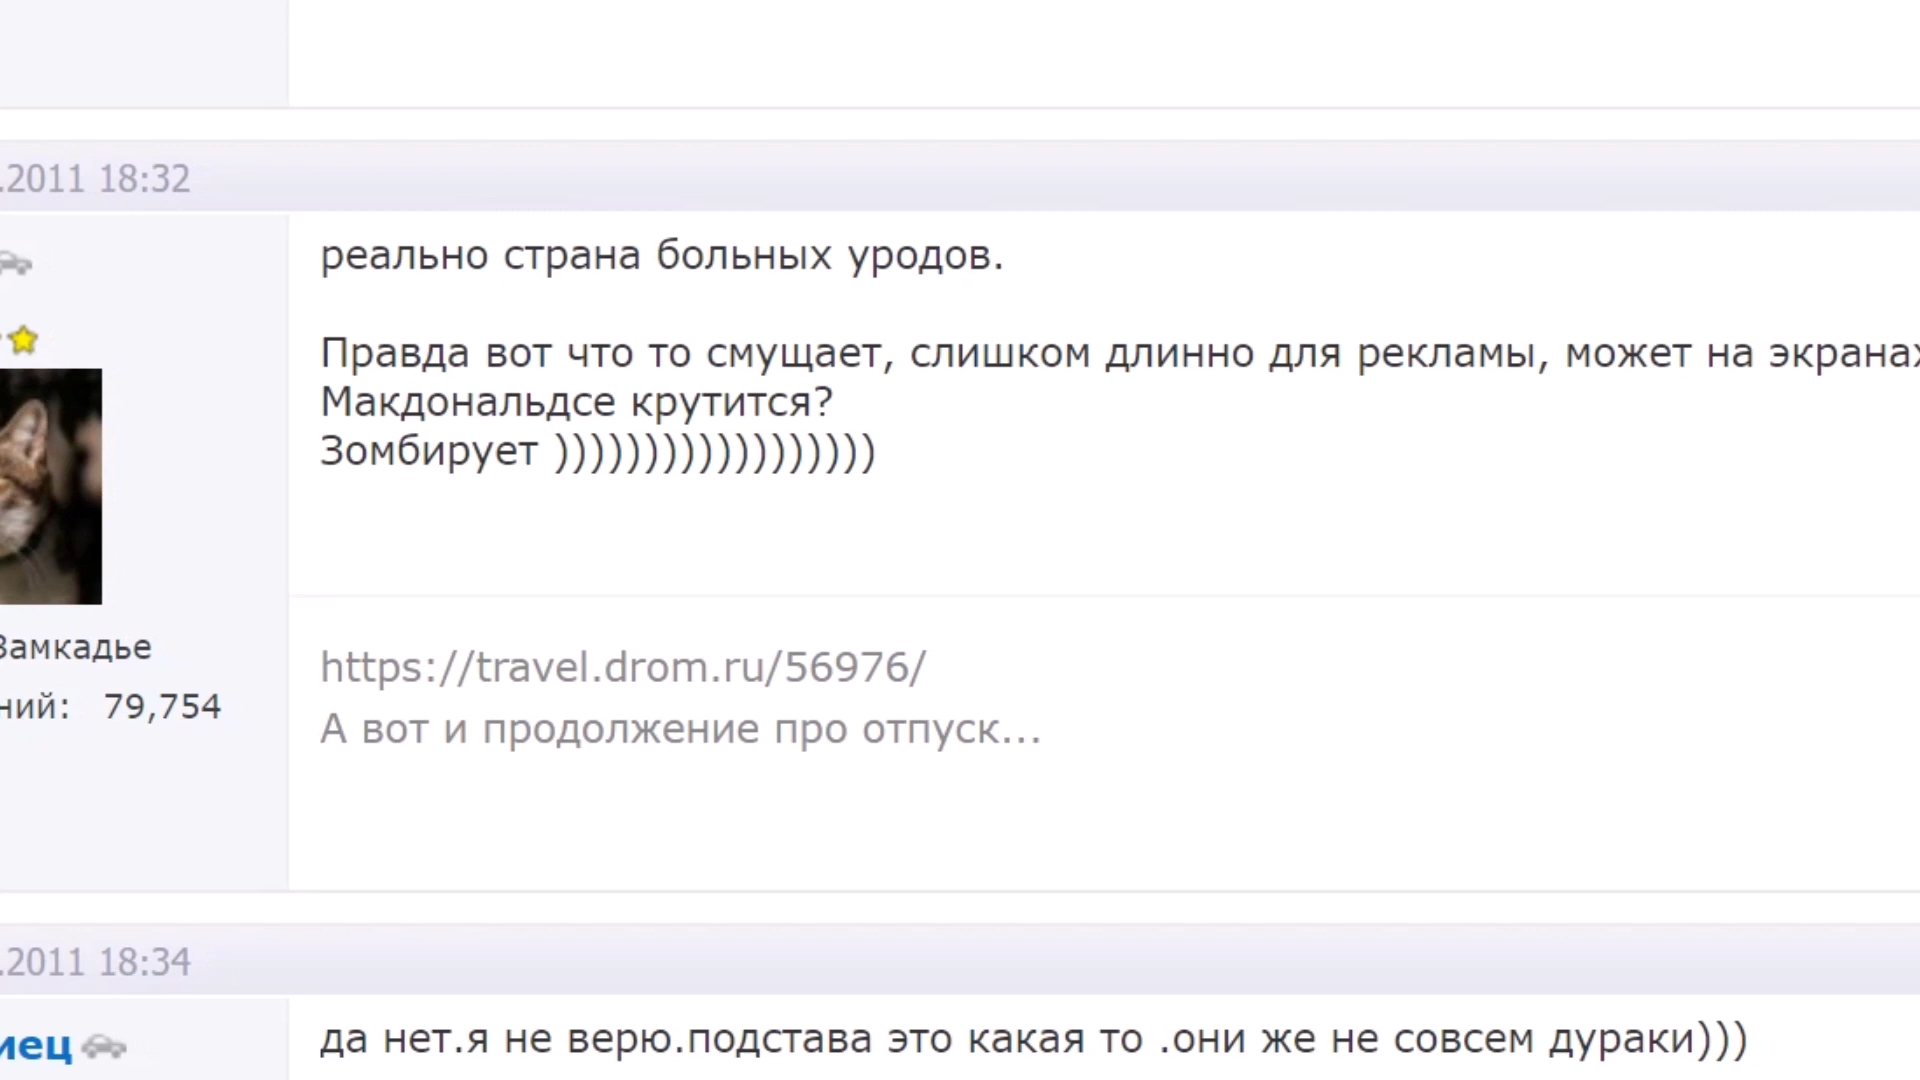 .2011 18:32
реально страна больных уродов.
Правда вот что то смущает, слишком длинно для рекламы, может на экранах
Макдональдсе крутится?
Зомбирует ))))))))))))))))))
Замкадье
ний: 79,754
https://travel.drom.ru/56976/
А вот и продолжение про отпуск...
.2011 18:34
иец
да нет.я не верю.подстава это какая то .они же не совсем дураки)))